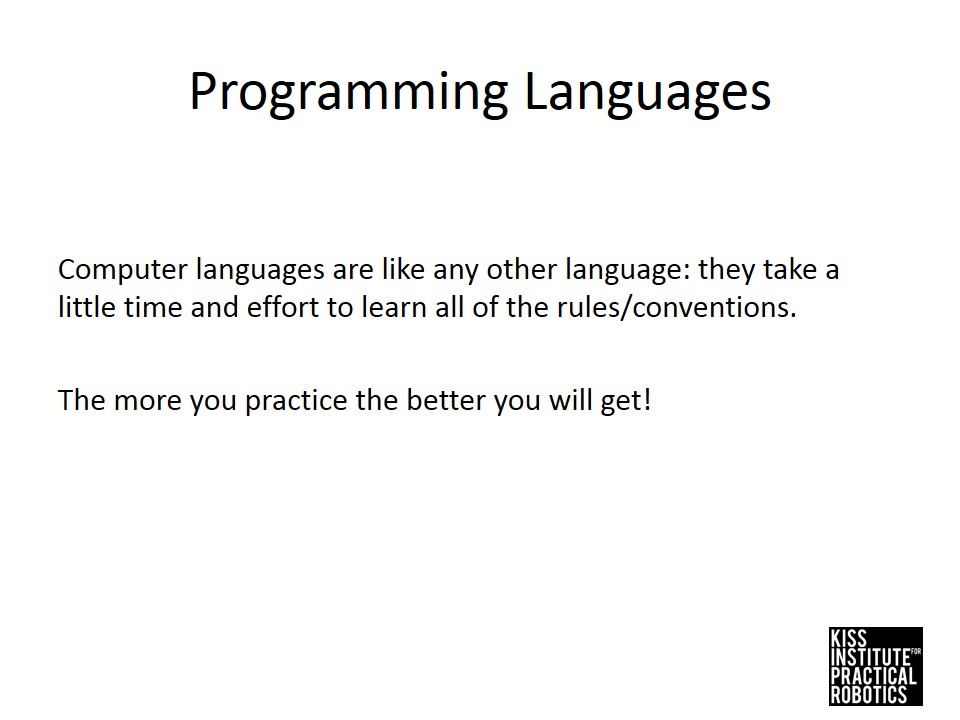 Programming Languages
Computer languages are like any other language: they take a
little time and effort to learn all of the rules/conventions.
The more you practice the better you will get!
KISS
INSTITUTE FOR
PRACTICAL
ROBOTICS